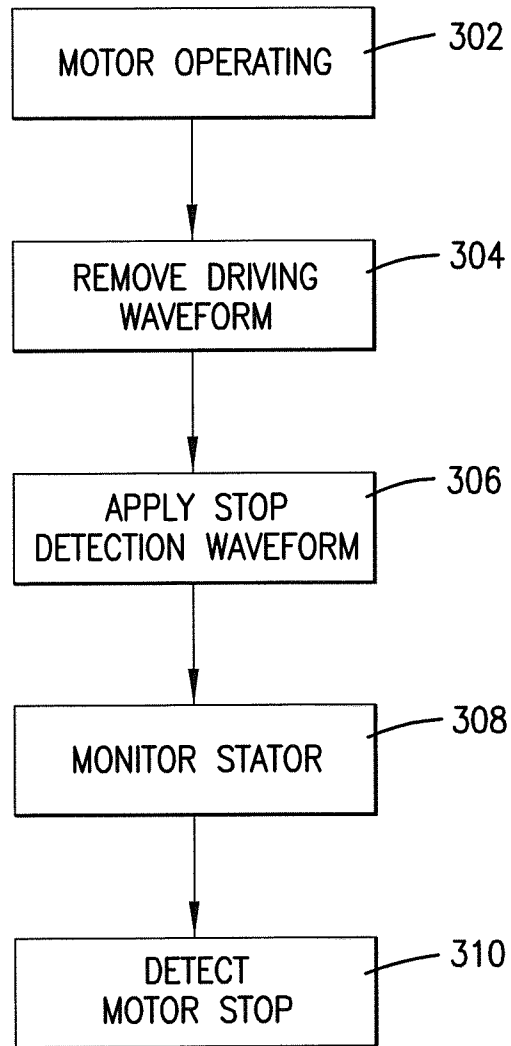 MOTOR OPERATING
302
REMOVE DRIVING
WAVEFORM
304
APPLY STOP
DETECTION WAVEFORM
306
MONITOR STATOR
308
DETECT
MOTOR STOP
310